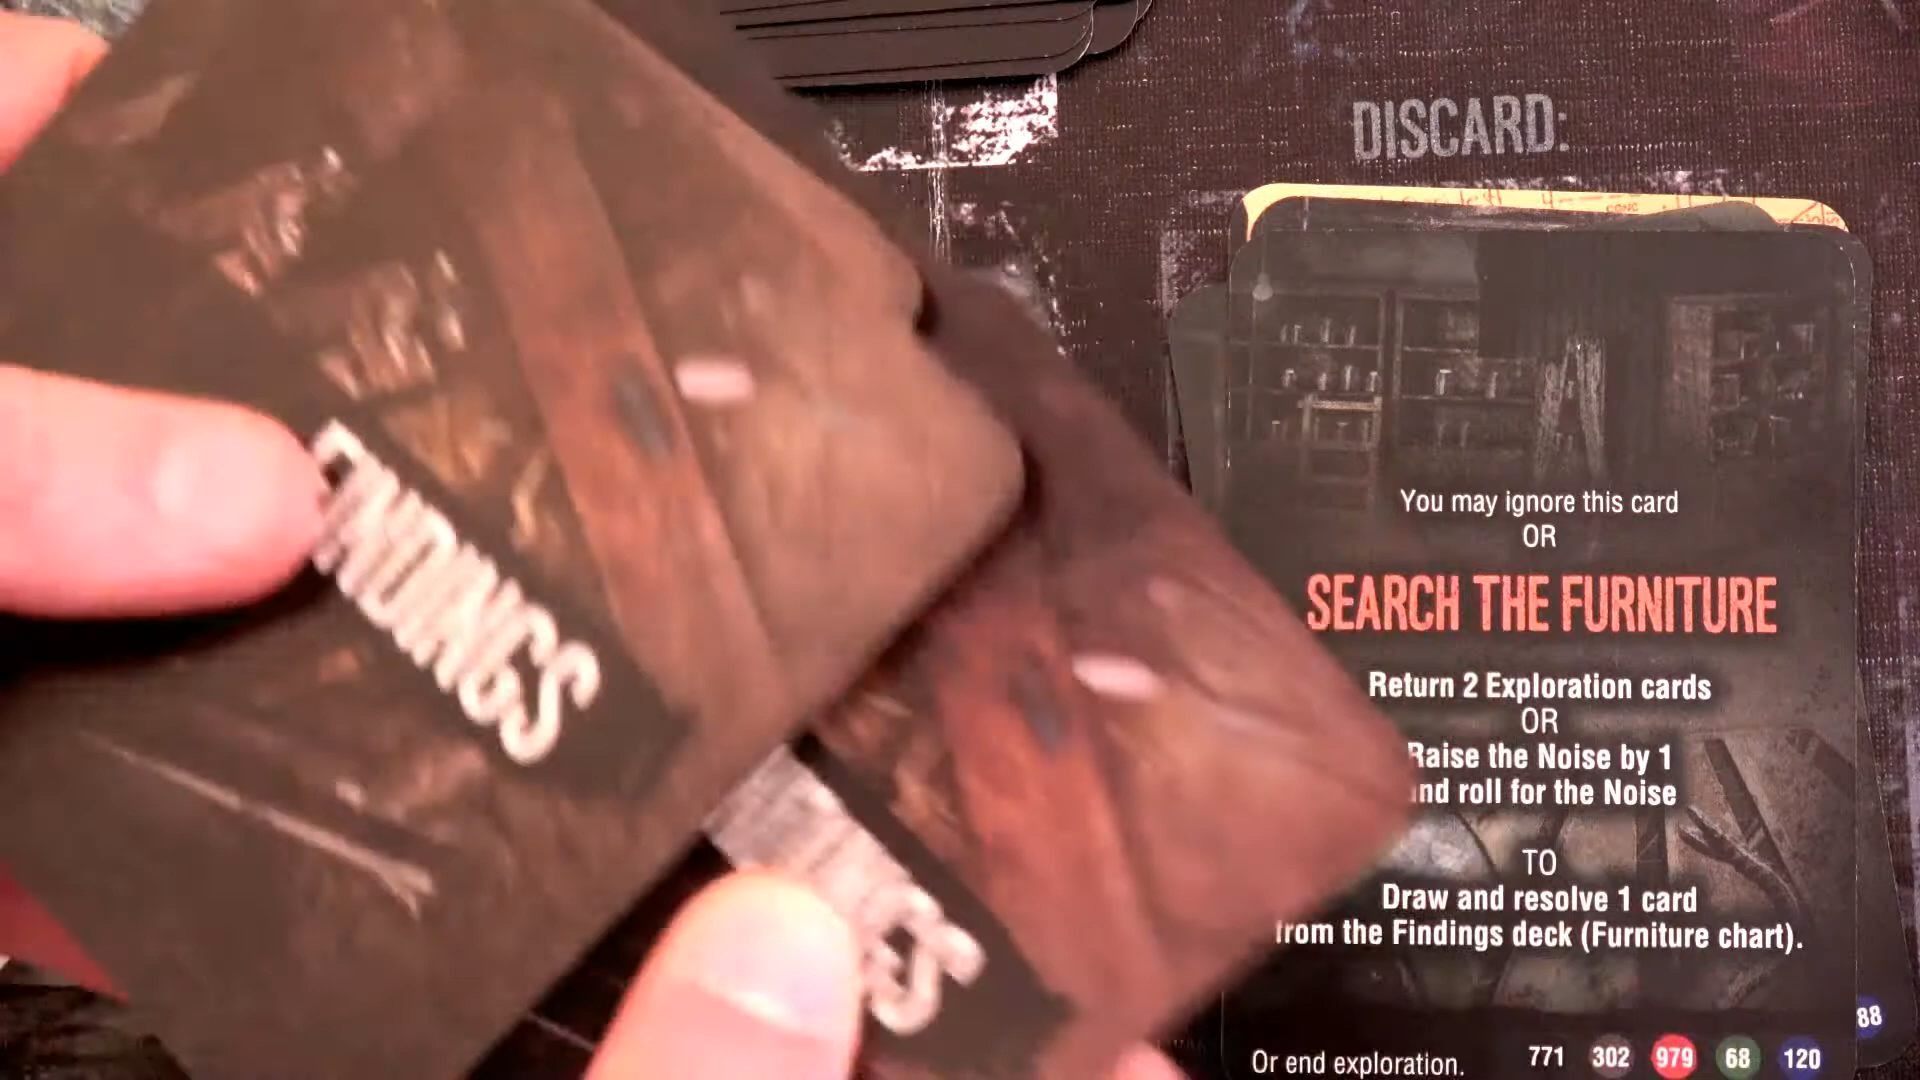 DISCARD:
FINDINGS
You may ignore this card
OR
SEARCH THE FURNITURE
Return 2 Exploration cards
OR
Raise the Noise by 1
and roll for the Noise
TO
Draw and resolve 1 card
from the Findings deck (Furniture chart).
88
Or end exploration. 771 302 979 68 120